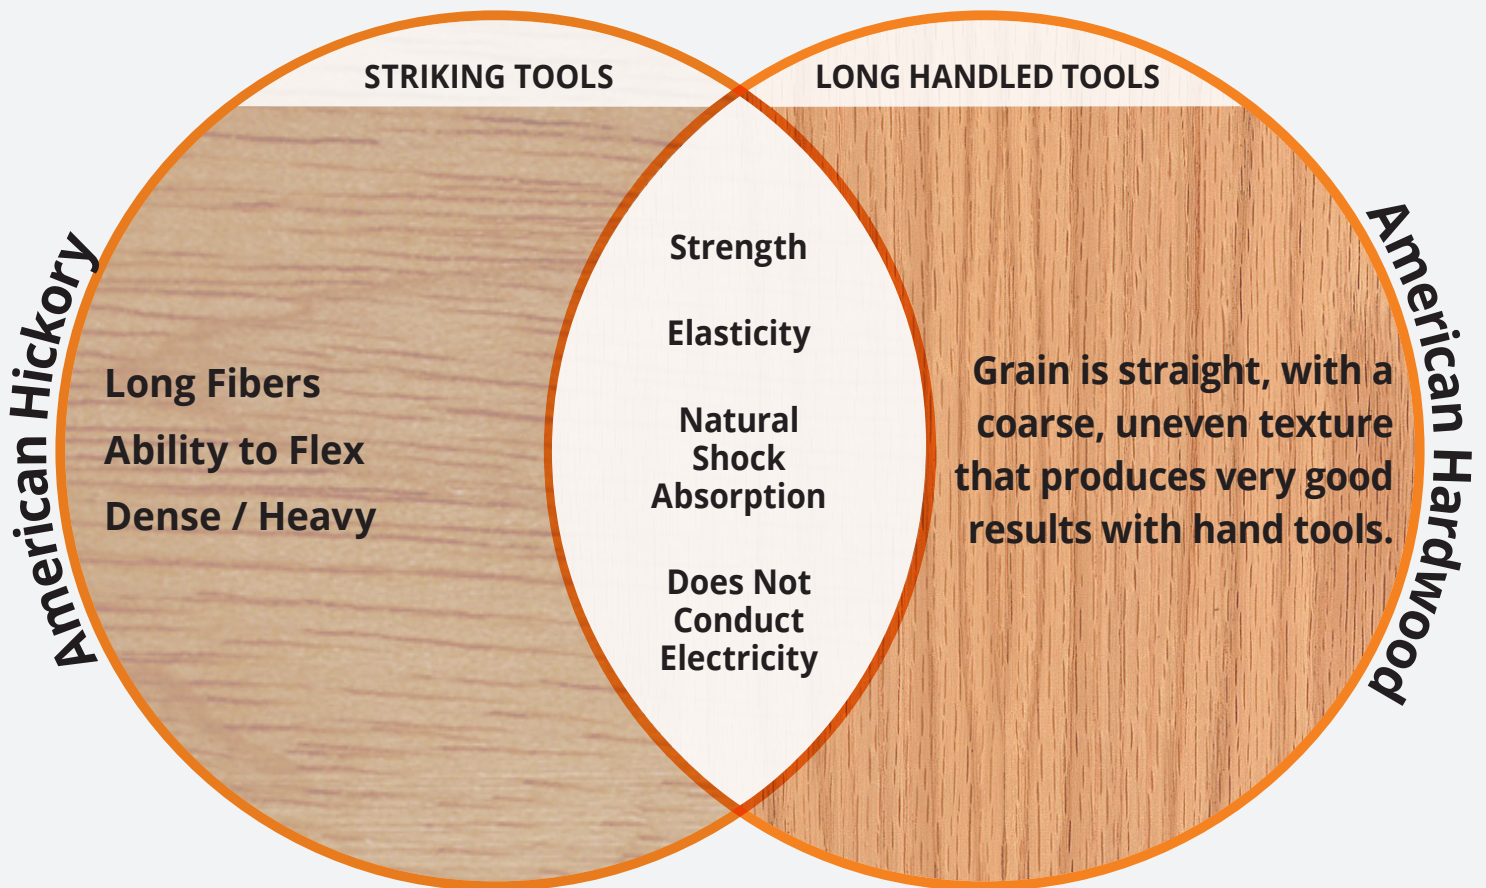 STRIKING TOOLS
LONG HANDLED TOOLS
American Hickory
Long Fibers
Ability to Flex
Dense / Heavy
Strength
Elasticity
Natural
Shock
Absorption
Does Not
Conduct
Electricity
Grain is straight, with a
coarse, uneven texture
that produces very good
results with hand tools.
American Hardwood